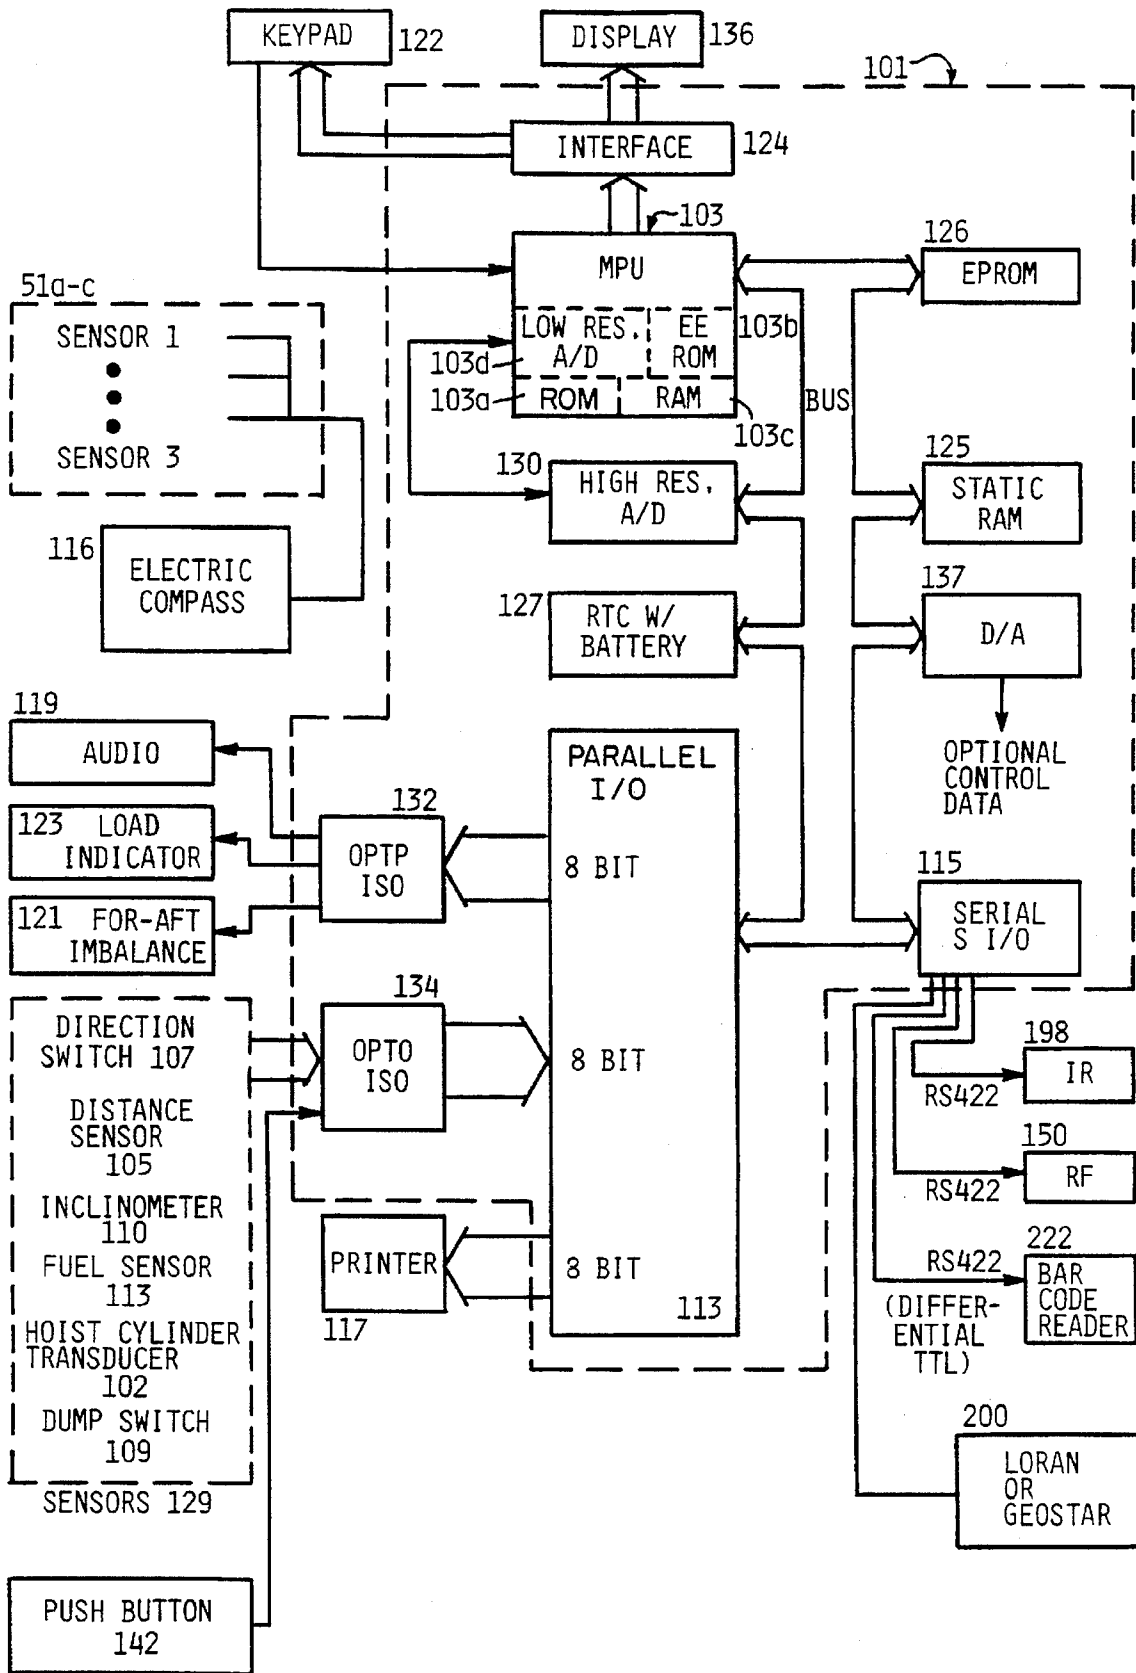 KEYPAD
122
DISPLAY
136
101
INTERFACE
124
103
MPU
126
EPROM
51a-c
SENSOR 1
SENSOR 3
LOW RES.
A/D
EE
ROM
103b
103d
103a
ROM
RAM
103c
BUS
130
HIGH RES.
A/D
125
STATIC
RAM
116
ELECTRIC
COMPASS
127
RTC W/
BATTERY
137
D/A
OPTIONAL
CONTROL
DATA
119
AUDIO
123 LOAD
INDICATOR
121 FOR-AFT
IMBALANCE
132
OPTP
ISO
PARALLEL
I/O
8 BIT
115
SERIAL
S I/O
134
OPTO
ISO
8 BIT
DIRECTION
SWITCH 107
DISTANCE
SENSOR
105
INCLINOMETER
110
FUEL SENSOR
113
HOIST CYLINDER
TRANSDUCER
102
DUMP SWITCH
109
SENSORS 129
PRINTER
117
8 BIT
113
198
IR
RS422
150
RF
RS422
222
BAR
CODE
READER
RS422
(DIFFER-
ENTIAL
TTL)
200
LORAN
OR
GEOSTAR
PUSH BUTTON
142